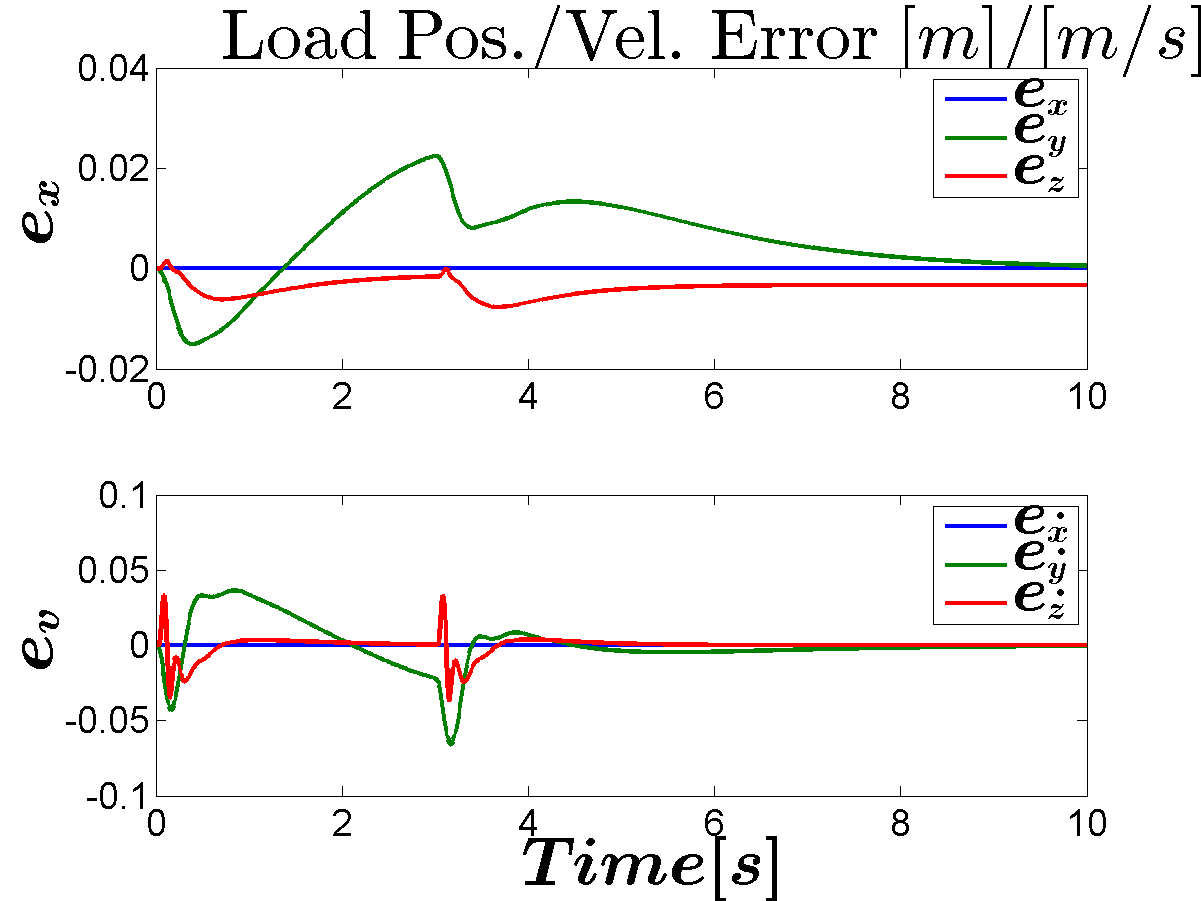 Load Pos./Vel. Error [m]/[m/s]
0.04
0.02
0
-0.02
e_x
e_x
e_y
e_z
0 2 4 6 8 10
0.1
0.05
0
-0.05
-0.1
e_v
e_ẋ
e_ẏ
e_ż
0 2 4 6 8 10
Time[s]